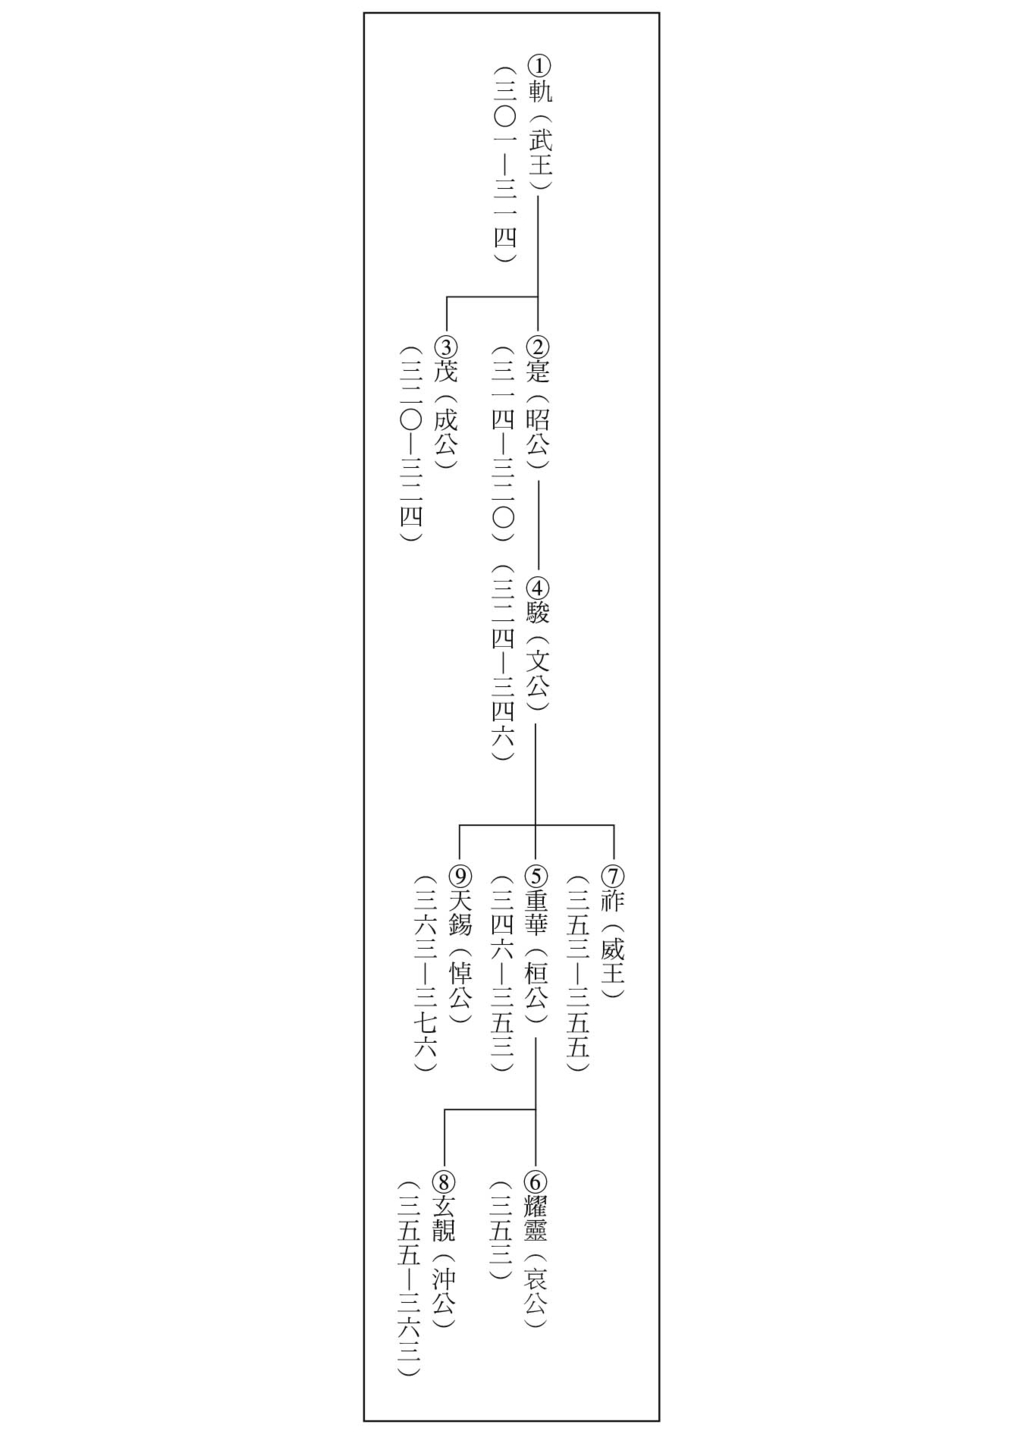 ①軌（武王）
（三〇一—三一四）
②寔（昭公）
（三一四—三二〇）
③茂（成公）
（三二〇—三二四）
④駿（文公）
（三二四—三四六）
⑦祚（威王）
（三五三—三五五）
⑤重華（桓公）
（三四六—三五三）
⑨天錫（悼公）
（三六三—三七六）
⑥耀靈（哀公）
（三五三）
⑧玄靚（沖公）
（三五五—三六三）